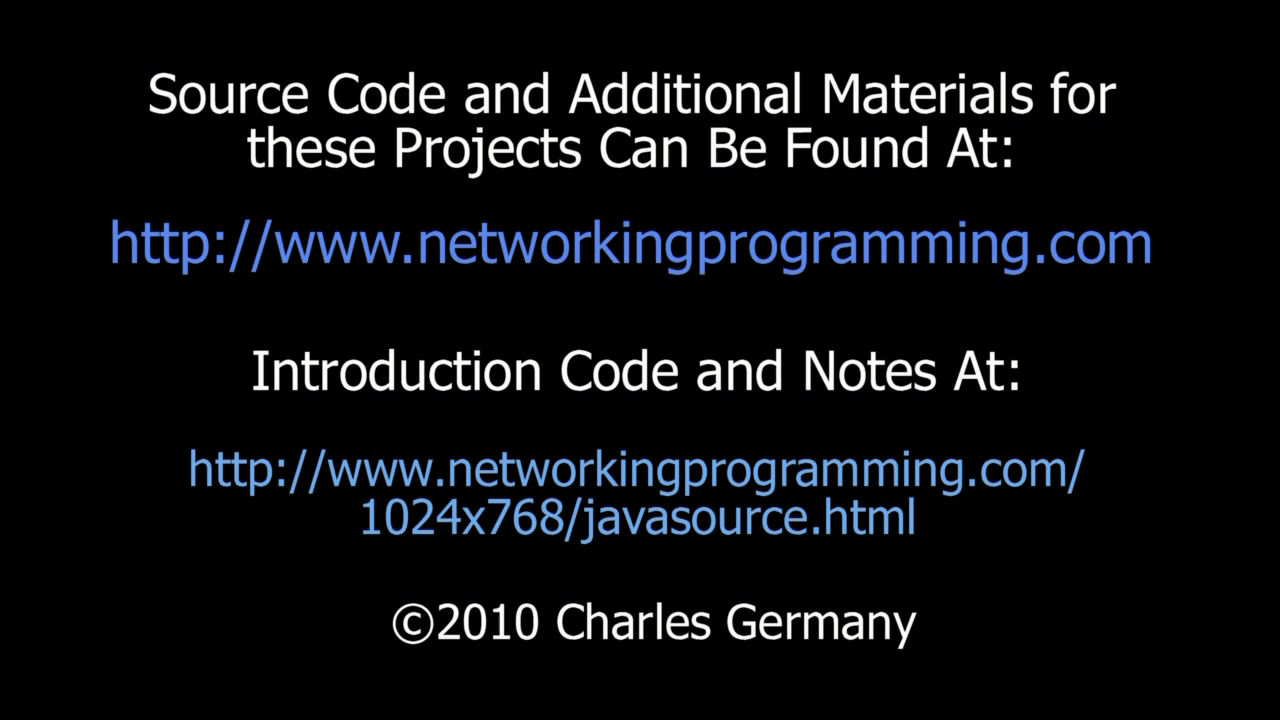 Source Code and Additional Materials for
these Projects Can Be Found At:
http://www.networkingprogramming.com
Introduction Code and Notes At:
http://www.networkingprogramming.com/
1024x768/javasource.html
©2010 Charles Germany